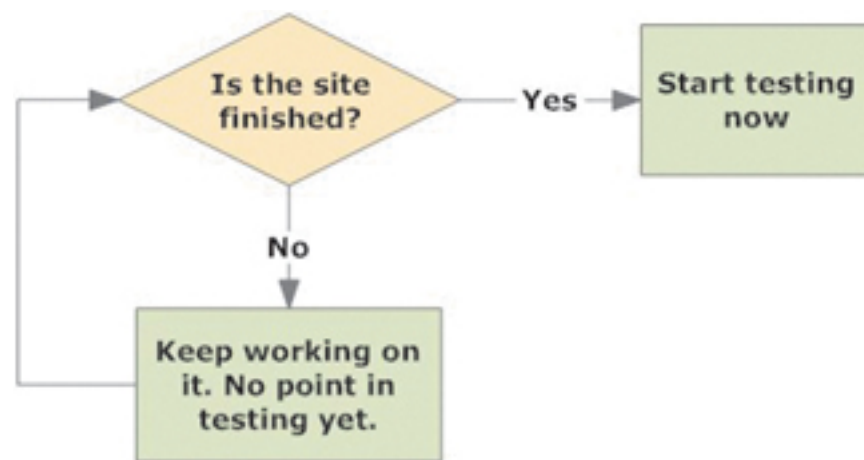 Is the site
finished?
Yes
Start testing
now
No
Keep working on
it. No point in
testing yet.